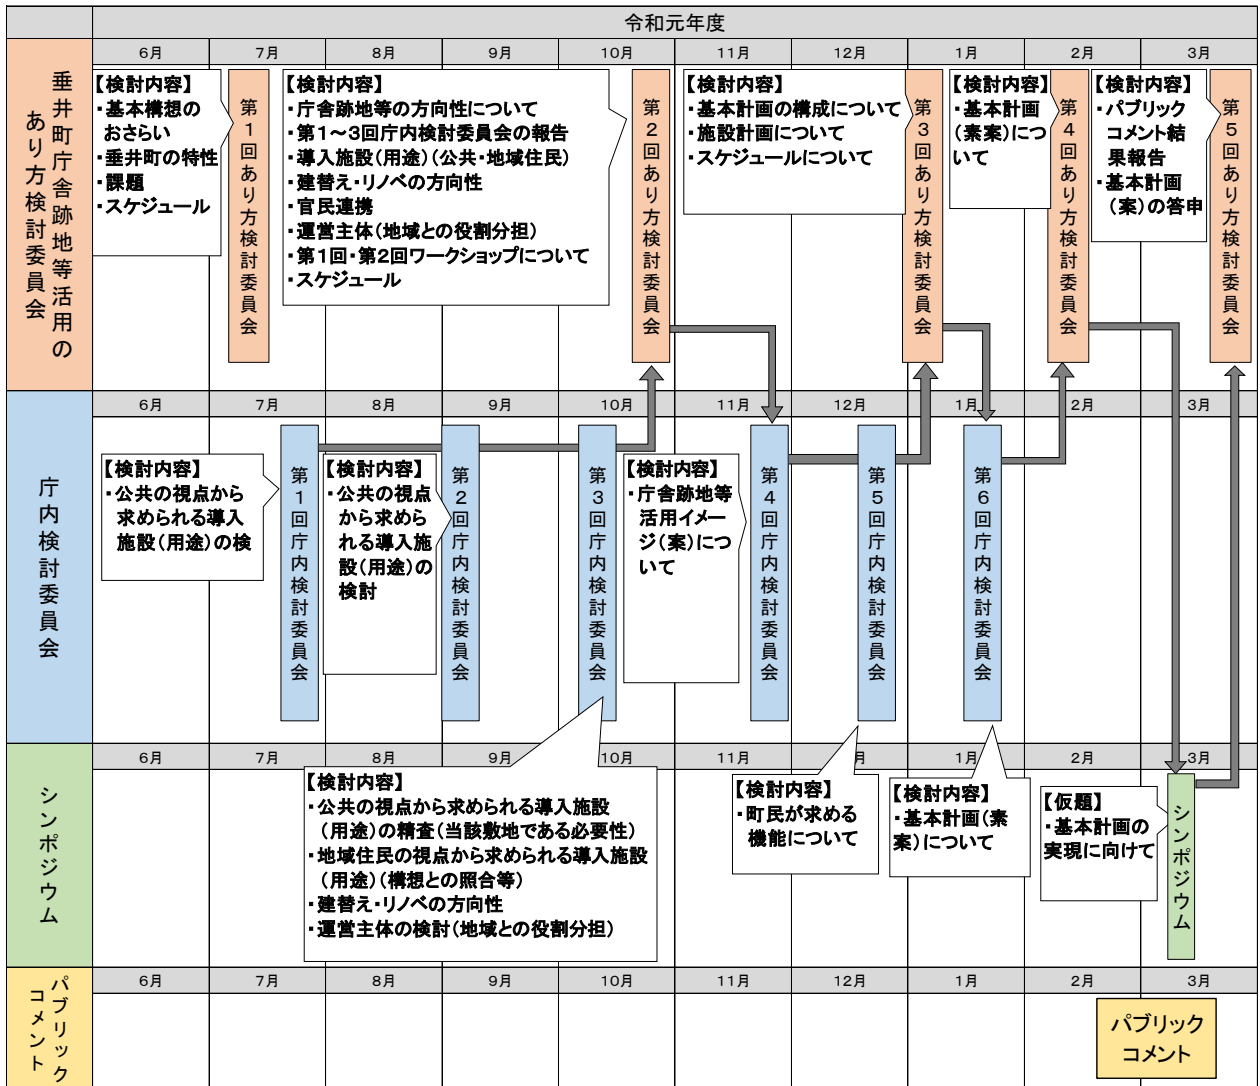 令和元年度
垂井町庁舎跡地等活用の
あり方検討委員会
6月 7月 8月 9月 10月 11月 12月 1月 2月 3月
【検討内容】
・基本構想の
おさらい
・垂井町の特性
・課題
・スケジュール
第1回あり方検討委員会
【検討内容】
・庁舎跡地等の方向性について
・第1～3回庁内検討委員会の報告
・導入施設(用途)(公共・地域住民)
・建替え・リノベの方向性
・官民連携
・運営主体(地域との役割分担)
・第1回・第2回ワークショップについて
・スケジュール
第2回あり方検討委員会
【検討内容】
・基本計画の構成について
・施設計画について
・スケジュールについて
第3回あり方検討委員会
【検討内容】
・基本計画
(素案)につ
いて
第4回あり方検討委員会
【検討内容】
・パブリック
コメント結
果報告
・基本計画
(案)の答申
第5回あり方検討委員会
庁内検討委員会
6月 7月 8月 9月 10月 11月 12月 1月 2月 3月
【検討内容】
・公共の視点から
求められる導入
施設(用途)の検
第1回庁内検討委員会
【検討内容】
・公共の視点
から求めら
れる導入施
設(用途)の
検討
第2回庁内検討委員会
第3回庁内検討委員会
【検討内容】
・庁舎跡地等
活用イメー
ジ(案)につ
いて
第4回庁内検討委員会
第5回庁内検討委員会
第6回庁内検討委員会
シンポジウム
6月 7月 8月 9月 10月 11月 月 1月 2月 3月
【検討内容】
・公共の視点から求められる導入施設
(用途)の精査(当該敷地である必要性)
・地域住民の視点から求められる導入施設
(用途)(構想との照合等)
・建替え・リノベの方向性
・運営主体の検討(地域との役割分担)
【検討内容】
・町民が求める
機能について
【検討内容】
・基本計画(素
案)について
【仮題】
・基本計画の
実現に向けて
シンポジウム
パブリック
コメント
6月 7月 8月 9月 10月 11月 12月 1月 2月 3月
パブリック
コメント